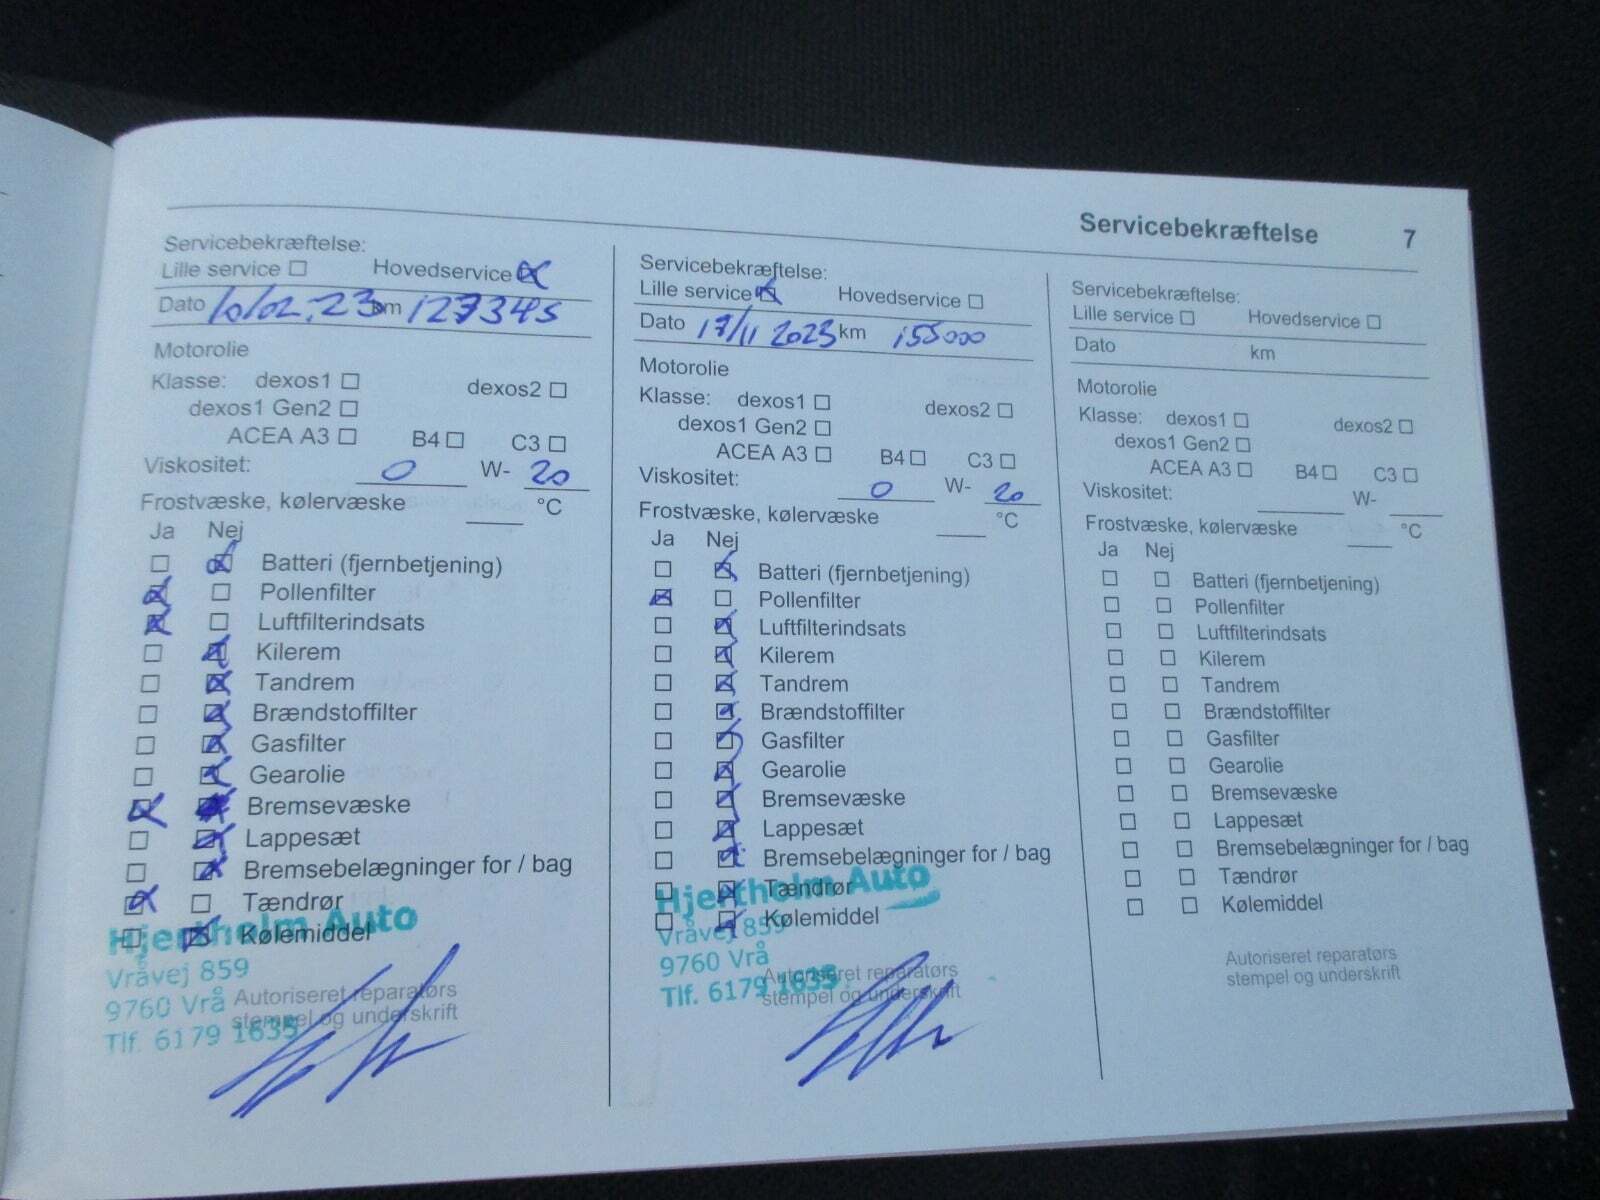 Servicebekræftelse 7
Servicebekræftelse:
Lille service ☐ Hovedservice ☒
Dato 10/02.23 km 127345
Motorolie
Klasse: dexos1 ☐ dexos2 ☐
dexos1 Gen2 ☐
ACEA A3 ☐ B4 ☐ C3 ☐
Viskositet: 0 W- 20
Frostvæske, kølervæske °C
Ja Nej
☐ ☒ Batteri (fjernbetjening)
☒ ☐ Pollenfilter
☒ ☐ Luftfilterindsats
☐ ☒ Kilerem
☐ ☒ Tandrem
☐ ☒ Brændstoffilter
☐ ☒ Gasfilter
☐ ☒ Gearolie
☒ ☒ Bremsevæske
☐ ☒ Lappesæt
☐ ☒ Bremsebelægninger for / bag
☒ ☐ Tændrør
☐ ☒ Kølemiddel
Hjertholm Auto
Vråvej 859
9760 Vrå
Tlf. 6179 1635
Autoriseret reparatørs
stempel og underskrift
Servicebekræftelse:
Lille service ☒ Hovedservice ☐
Dato 17/11 2023 km 155000
Motorolie
Klasse: dexos1 ☐ dexos2 ☐
dexos1 Gen2 ☐
ACEA A3 ☐ B4 ☐ C3 ☐
Viskositet: 0 W- 20
Frostvæske, kølervæske °C
Ja Nej
☐ ☒ Batteri (fjernbetjening)
☒ ☐ Pollenfilter
☐ ☒ Luftfilterindsats
☐ ☒ Kilerem
☐ ☒ Tandrem
☐ ☒ Brændstoffilter
☐ ☒ Gasfilter
☐ ☒ Gearolie
☐ ☒ Bremsevæske
☐ ☒ Lappesæt
☐ ☒ Bremsebelægninger for / bag
☐ ☒ Tændrør
☐ ☒ Kølemiddel
Hjertholm Auto
Vråvej 859
9760 Vrå
Tlf. 6179 1635
Autoriseret reparatørs
stempel og underskrift
Servicebekræftelse:
Lille service ☐ Hovedservice ☐
Dato km
Motorolie
Klasse: dexos1 ☐ dexos2 ☐
dexos1 Gen2 ☐
ACEA A3 ☐ B4 ☐ C3 ☐
Viskositet: W-
Frostvæske, kølervæske °C
Ja Nej
☐ ☐ Batteri (fjernbetjening)
☐ ☐ Pollenfilter
☐ ☐ Luftfilterindsats
☐ ☐ Kilerem
☐ ☐ Tandrem
☐ ☐ Brændstoffilter
☐ ☐ Gasfilter
☐ ☐ Gearolie
☐ ☐ Bremsevæske
☐ ☐ Lappesæt
☐ ☐ Bremsebelægninger for / bag
☐ ☐ Tændrør
☐ ☐ Kølemiddel
Autoriseret reparatørs
stempel og underskrift